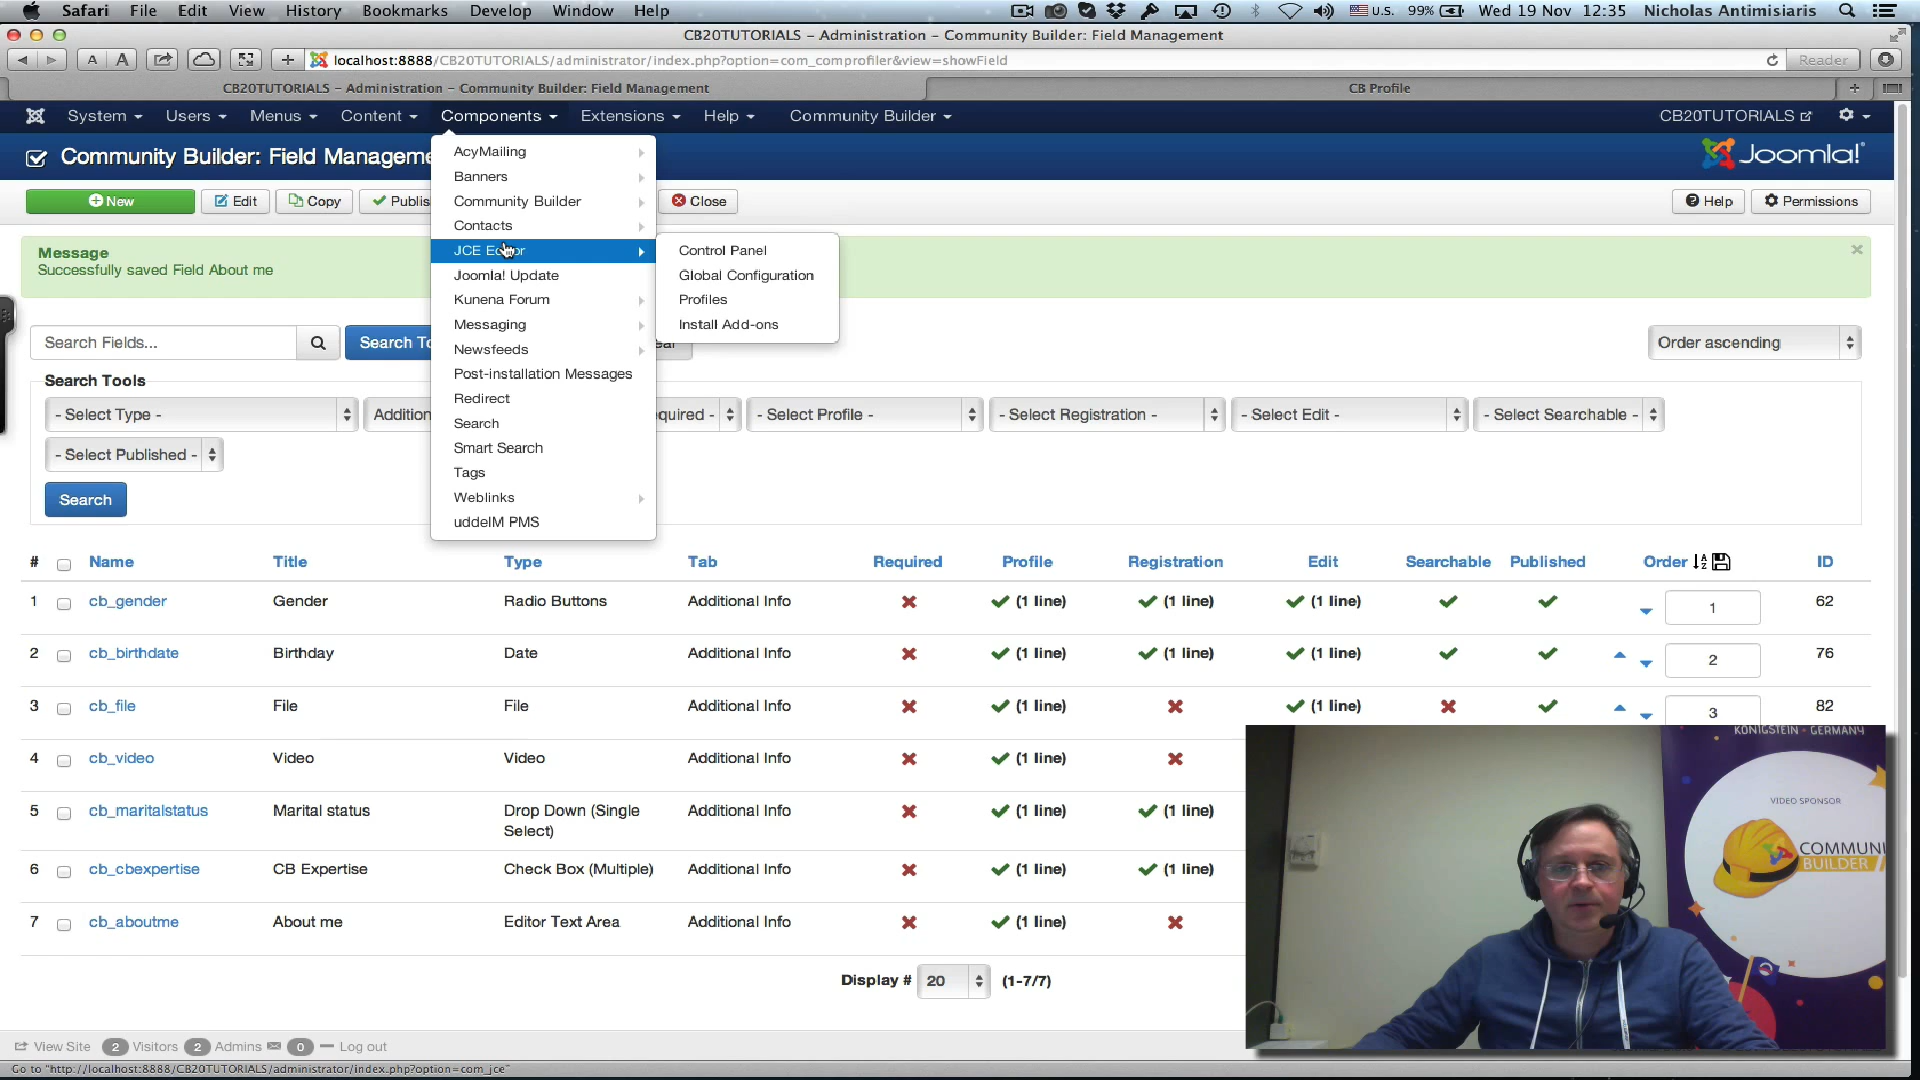 Safari File Edit View History Bookmarks Develop Window Help U.S. 99% Wed 19 Nov 12:35 Nicholas Antimisiaris
CB20TUTORIALS – Administration – Community Builder: Field Management
A A + localhost:8888/CB20TUTORIALS/administrator/index.php?option=com_comprofiler&view=showField Reader
CB20TUTORIALS – Administration – Community Builder: Field Management CB Profile +
System Users Menus Content Components Extensions Help Community Builder CB20TUTORIALS
Community Builder: Field Manageme Joomla!
New Edit Copy Publis Close Help Permissions
AcyMailing
Banners
Community Builder
Contacts
JCE Editor
Joomla! Update
Kunena Forum
Messaging
Newsfeeds
Post-installation Messages
Redirect
Search
Smart Search
Tags
Weblinks
uddeIM PMS
Control Panel
Global Configuration
Profiles
Install Add-ons
Message
Successfully saved Field About me
Search Fields... Search To ear Order ascending
Search Tools
- Select Type - Addition quired - - Select Profile - - Select Registration - - Select Edit - - Select Searchable -
- Select Published -
Search
# Name Title Type Tab Required Profile Registration Edit Searchable Published Order ID
1 cb_gender Gender Radio Buttons Additional Info (1 line) (1 line) (1 line) 1 62
2 cb_birthdate Birthday Date Additional Info (1 line) (1 line) (1 line) 2 76
3 cb_file File File Additional Info (1 line) (1 line) 3 82
4 cb_video Video Video Additional Info (1 line)
5 cb_maritalstatus Marital status Drop Down (Single Select) Additional Info (1 line) (1 line)
6 cb_cbexpertise CB Expertise Check Box (Multiple) Additional Info (1 line) (1 line)
7 cb_aboutme About me Editor Text Area Additional Info (1 line)
Display # 20 (1-7/7)
KÖNIGSTEIN - GERMANY
VIDEO SPONSOR
COMMUNI
BUILDER
View Site 2 Visitors 2 Admins 0 Log out
Go to "http://localhost:8888/CB20TUTORIALS/administrator/index.php?option=com_jce"